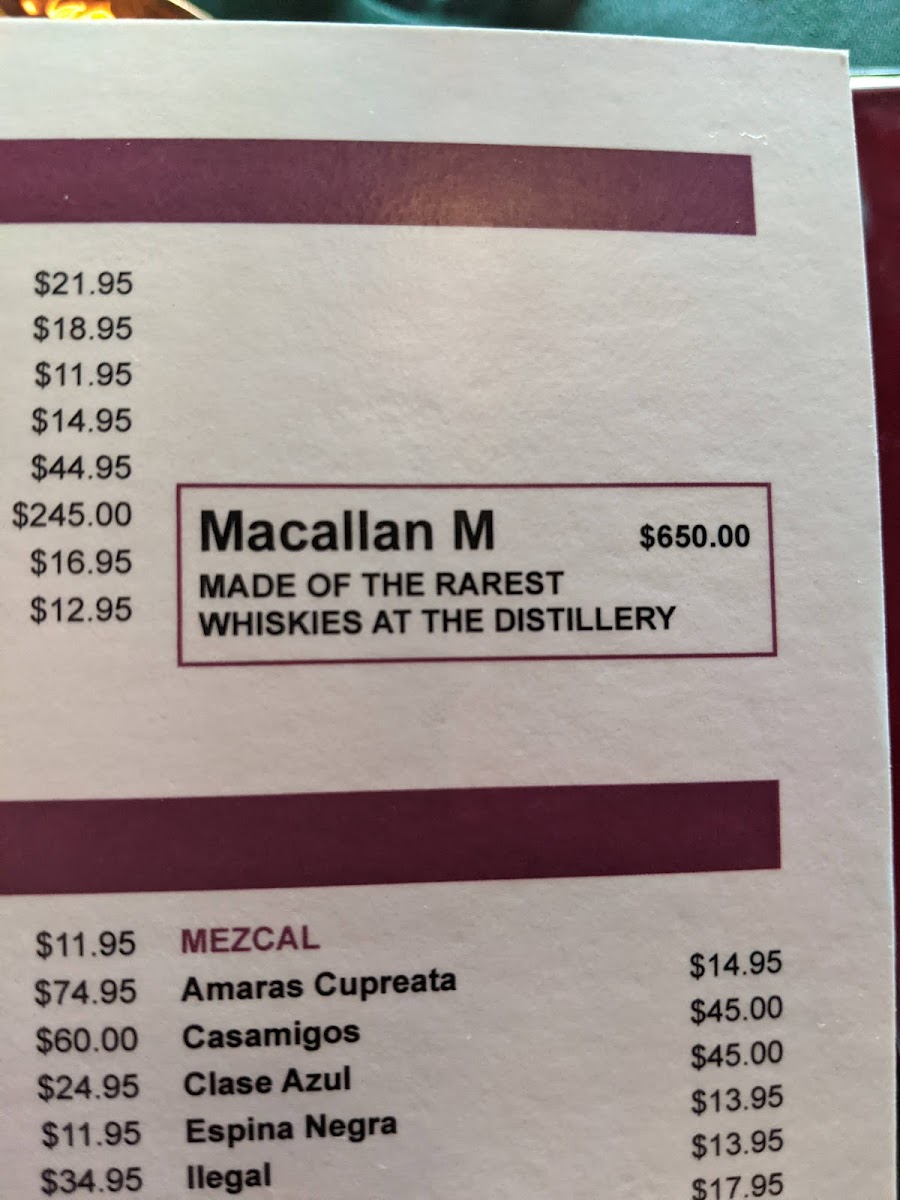 $21.95
$18.95
$11.95
$14.95
$44.95
$245.00
$16.95
$12.95
Macallan M $650.00
MADE OF THE RAREST
WHISKIES AT THE DISTILLERY
$11.95
$74.95
$60.00
$24.95
$11.95
$34.95
MEZCAL
Amaras Cupreata $14.95
Casamigos $45.00
Clase Azul $45.00
Espina Negra $13.95
Ilegal $13.95
$17.95